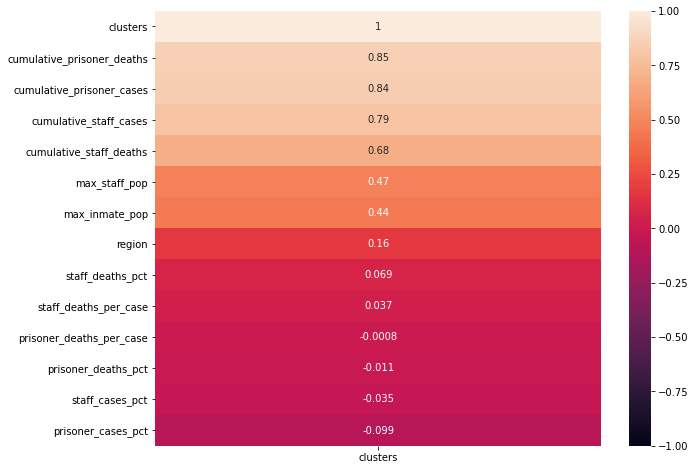 clusters 1
cumulative_prisoner_deaths 0.85
cumulative_prisoner_cases 0.84
cumulative_staff_cases 0.79
cumulative_staff_deaths 0.68
max_staff_pop 0.47
max_inmate_pop 0.44
region 0.16
staff_deaths_pct 0.069
staff_deaths_per_case 0.037
prisoner_deaths_per_case -0.0008
prisoner_deaths_pct -0.011
staff_cases_pct -0.035
prisoner_cases_pct -0.099
clusters
1.00
0.75
0.50
0.25
0.00
−0.25
−0.50
−0.75
−1.00